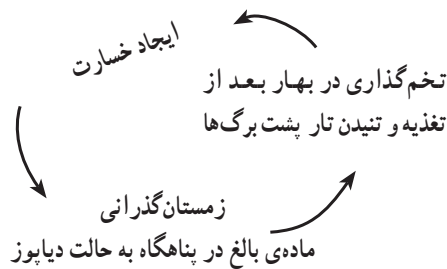 ایجاد خسارت
تخم‌گذاری در بهار بعد از
تغذیه و تنیدن تار پشت برگ‌ها
زمستان‌گذرانی
ماده‌ی بالغ در پناهگاه به حالت دیاپوز